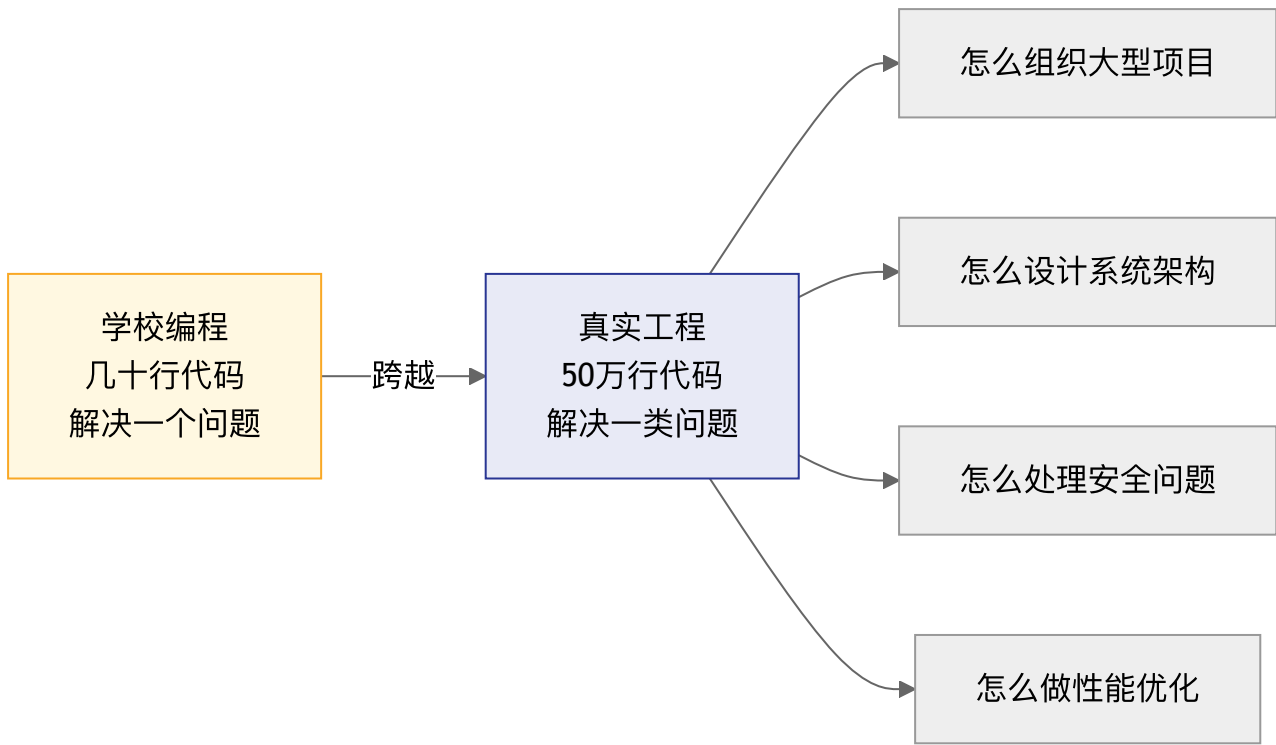 学校编程
几十行代码
解决一个问题
跨越
真实工程
50万行代码
解决一类问题
怎么组织大型项目
怎么设计系统架构
怎么处理安全问题
怎么做性能优化